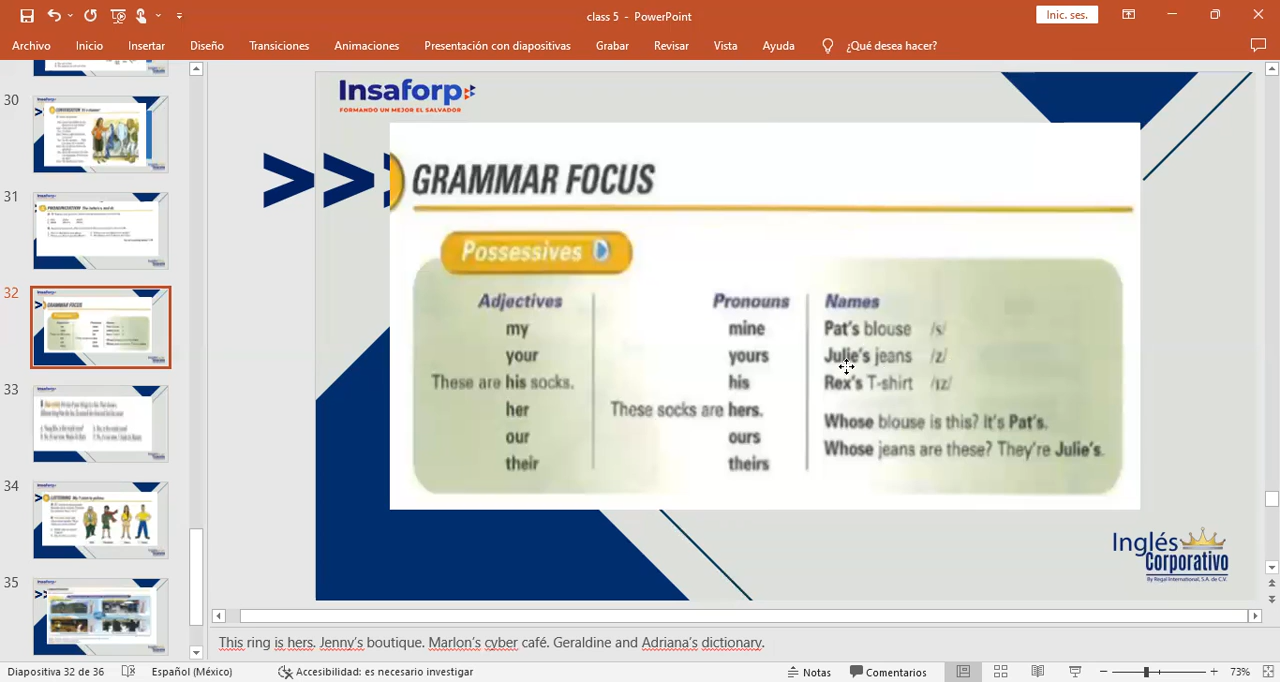 class 5 - PowerPoint
Inic. ses.
Archivo Inicio Insertar Diseño Transiciones Animaciones Presentación con diapositivas Grabar Revisar Vista Ayuda ¿Qué desea hacer?
30
31
32
33
34
35
Insaforp
FORMANDO UN MEJOR EL SALVADOR
GRAMMAR FOCUS
Possessives
Adjectives Pronouns Names
my mine Pat's blouse /s/
your yours Julie's jeans /z/
These are his socks. his Rex's T-shirt /ɪz/
her These socks are hers.
Whose blouse is this? It's Pat's.
our ours
Whose jeans are these? They're Julie's.
their theirs
Inglés
Corporativo
By Regal International, S.A. de C.V.
This ring is hers. Jenny's boutique. Marlon's cyber café. Geraldine and Adriana's dictionary.
Diapositiva 32 de 36 Español (México) Accesibilidad: es necesario investigar Notas Comentarios 73%